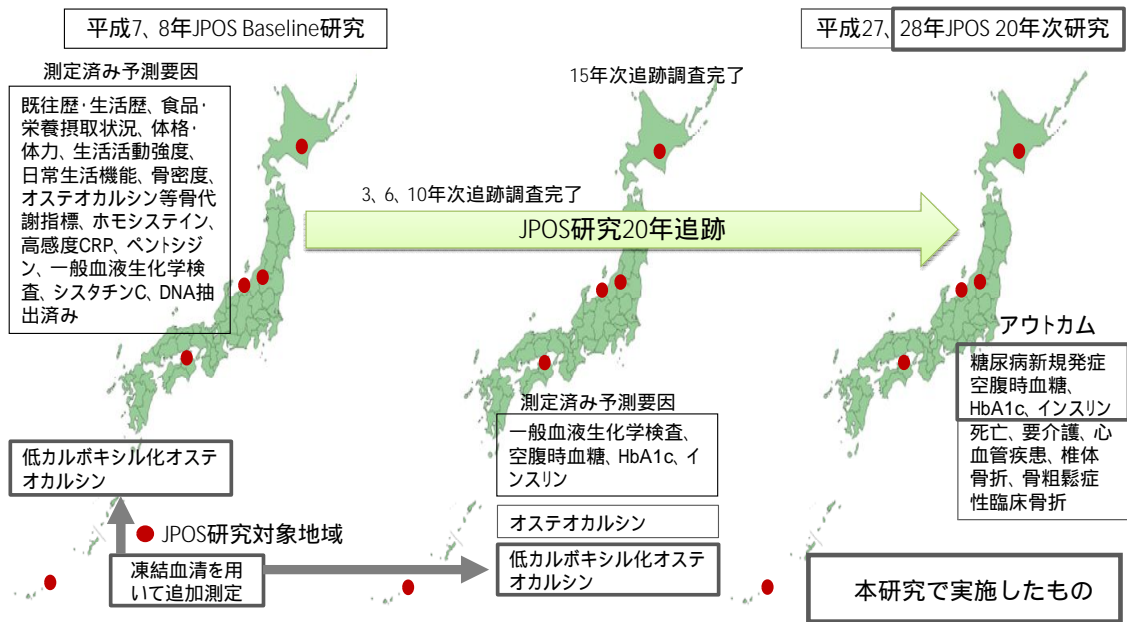 平成7、8年JPOS Baseline研究
平成27、28年JPOS 20年次研究
測定済み予測要因
既往歴・生活歴、食品・
栄養摂取状況、体格・
体力、生活活動強度、
日常生活機能、骨密度、
オステオカルシン等骨代
謝指標、ホモシステイン、
高感度CRP、ペントシジ
ン、一般血液生化学検
査、シスタチンC、DNA抽
出済み
15年次追跡調査完了
3、6、10年次追跡調査完了
JPOS研究20年追跡
アウトカム
糖尿病新規発症
空腹時血糖、
HbA1c、インスリン
死亡、要介護、心
血管疾患、椎体
骨折、骨粗鬆症
性臨床骨折
測定済み予測要因
一般血液生化学検査、
空腹時血糖、HbA1c、イ
ンスリン
オステオカルシン
低カルボキシル化オステ
オカルシン
低カルボキシル化オステ
オカルシン
JPOS研究対象地域
凍結血清を用
いて追加測定
本研究で実施したもの